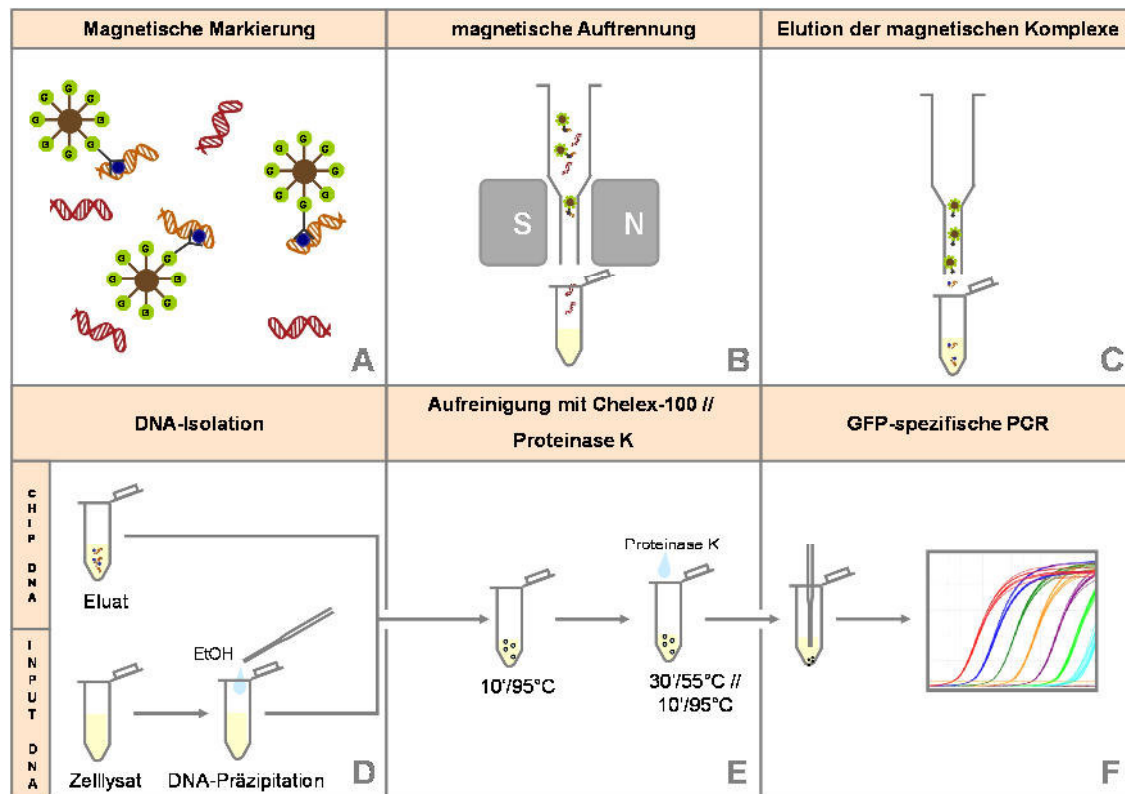 Magnetische Markierung
magnetische Auftrennung
Elution der magnetischen Komplexe
G G G G G G G G
G G G G G G G G
G G G G G G G G
A
S N
B
C
DNA-Isolation
Aufreinigung mit Chelex-100 //
Proteinase K
GFP-spezifische PCR
CHIP DNA
Eluat
INPUT DNA
EtOH
Zelllysat
DNA-Präzipitation
D
10'/95°C
Proteinase K
30'/55°C //
10'/95°C
E
F